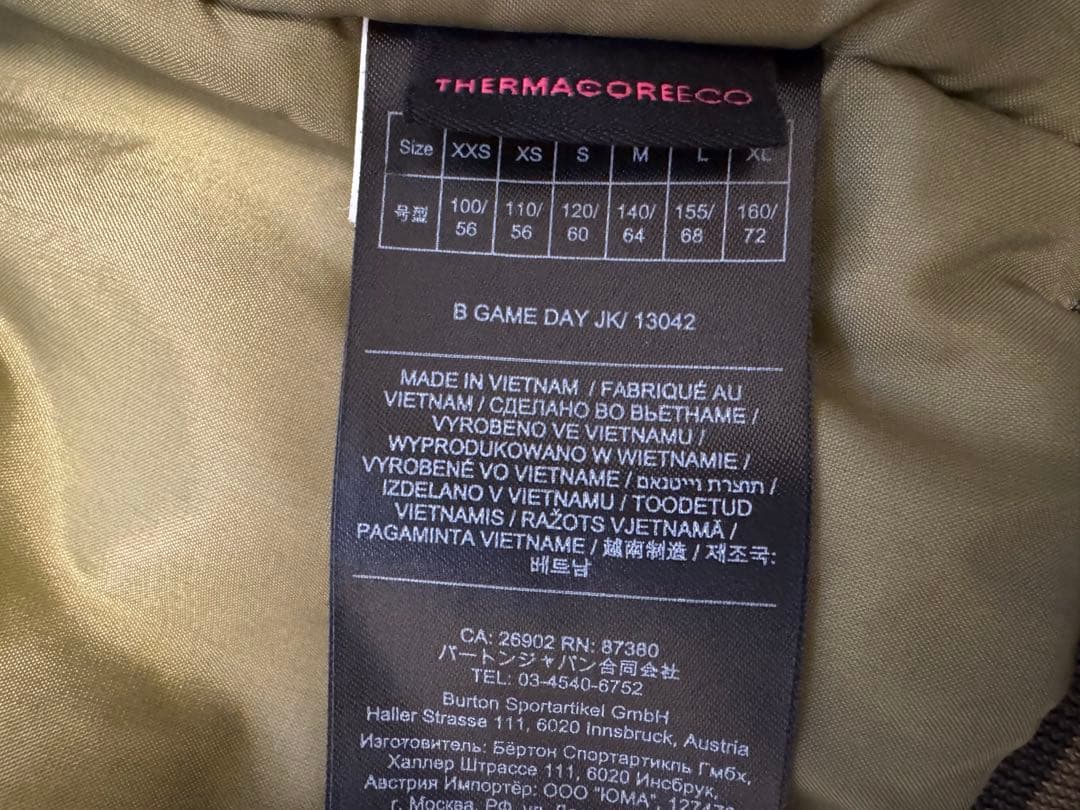 THERMACOREECO
Size XXS XS S M L XL
号型 100/56 110/56 120/60 140/64 155/68 160/72
B GAME DAY JK/ 13042
MADE IN VIETNAM / FABRIQUÉ AU
VIETNAM / СДЕЛАНО ВО ВЬЕТНАМЕ /
VYROBENO VE VIETNAMU /
WYPRODUKOWANO W WIETNAMIE /
VYROBENÉ VO VIETNAME / תוצרת וייטנאם /
IZDELANO V VIETNAMU / TOODETUD
VIETNAMIS / RAŽOTS VJETNAMĀ /
PAGAMINTA VIETNAME / 越南制造 / 제조국:
베트남
CA: 26902 RN: 87380
バートンジャパン合同会社
TEL: 03-4540-6752
Burton Sportartikel GmbH
Haller Strasse 111, 6020 Innsbruck, Austria
Изготовитель: Бёртон Спортартикль Гмбх,
Халлер Штрассе 111, 6020 Инсбрук,
Австрия Импортёр: ООО "ЮМА", 127473
г. Москва, РФ, ул.